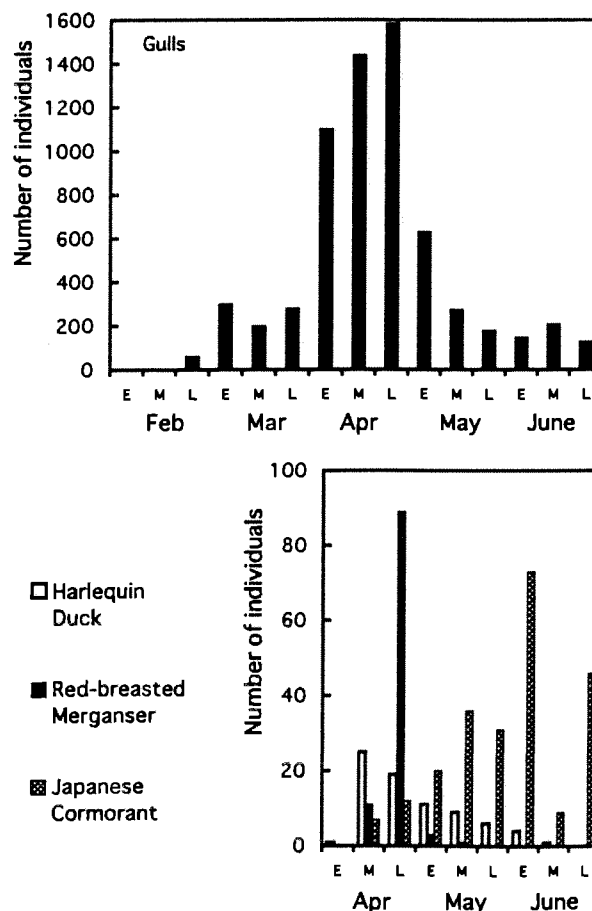 Gulls
Number of individuals
1600
1400
1200
1000
800
600
400
200
0
E M L E M L E M L E M L E M L
Feb Mar Apr May June
Harlequin
Duck
Red-breasted
Merganser
Japanese
Cormorant
Number of individuals
100
80
60
40
20
0
E M L E M L E M L
Apr May June